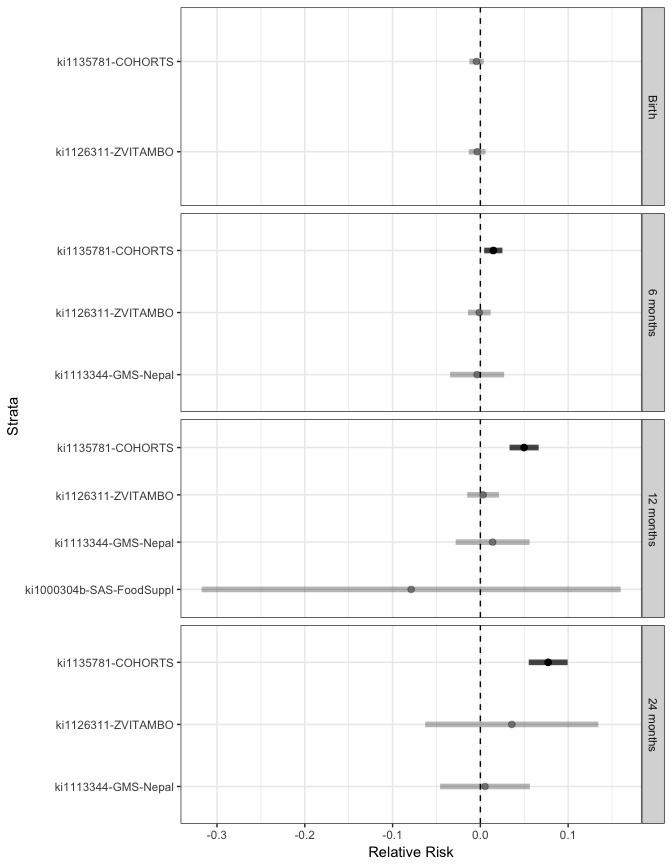 Strata
ki1135781-COHORTS
ki1126311-ZVITAMBO
Birth
ki1135781-COHORTS
ki1126311-ZVITAMBO
ki1113344-GMS-Nepal
6 months
ki1135781-COHORTS
ki1126311-ZVITAMBO
ki1113344-GMS-Nepal
ki1000304b-SAS-FoodSuppl
12 months
ki1135781-COHORTS
ki1126311-ZVITAMBO
ki1113344-GMS-Nepal
24 months
-0.3 -0.2 -0.1 0.0 0.1
Relative Risk